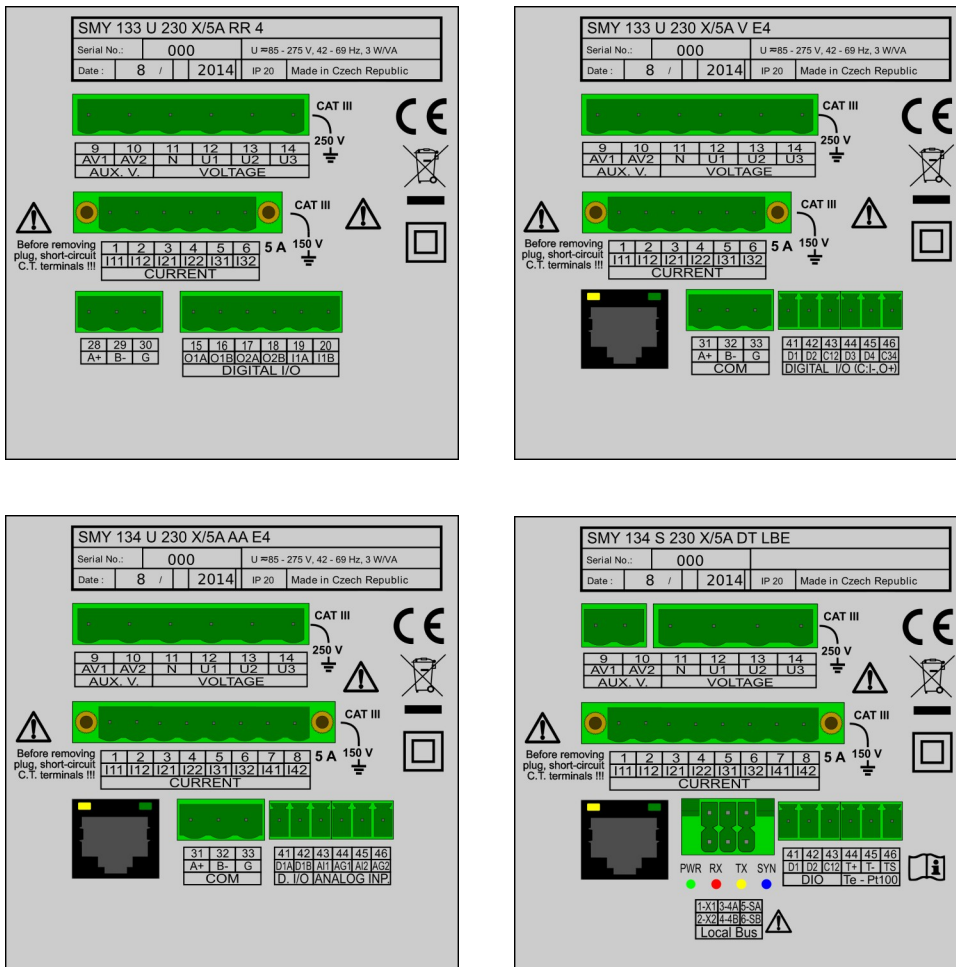 SMY 133 U 230 X/5A RR 4
Serial No.: 000 U ≂85 - 275 V, 42 - 69 Hz, 3 W/VA
Date : 8 / 2014 IP 20 Made in Czech Republic
CAT III
250 V
9 10 11 12 13 14
AV1 AV2 N U1 U2 U3
AUX. V. VOLTAGE
CAT III
150 V
Before removing
plug, short-circuit
C.T. terminals !!!
1 2 3 4 5 6 5 A
I11 I12 I21 I22 I31 I32
CURRENT
28 29 30
A+ B- G
15 16 17 18 19 20
O1A O1B O2A O2B I1A I1B
DIGITAL I/O
SMY 133 U 230 X/5A V E4
Serial No.: 000 U ≂85 - 275 V, 42 - 69 Hz, 3 W/VA
Date : 8 / 2014 IP 20 Made in Czech Republic
CAT III
250 V
9 10 11 12 13 14
AV1 AV2 N U1 U2 U3
AUX. V. VOLTAGE
CAT III
150 V
Before removing
plug, short-circuit
C.T. terminals !!!
1 2 3 4 5 6 5 A
I11 I12 I21 I22 I31 I32
CURRENT
31 32 33
A+ B- G
COM
41 42 43 44 45 46
D1 D2 C12 D3 D4 C34
DIGITAL I/O (C:I-,O+)
SMY 134 U 230 X/5A AA E4
Serial No.: 000 U ≂85 - 275 V, 42 - 69 Hz, 3 W/VA
Date : 8 / 2014 IP 20 Made in Czech Republic
CAT III
250 V
9 10 11 12 13 14
AV1 AV2 N U1 U2 U3
AUX. V. VOLTAGE
CAT III
150 V
Before removing
plug, short-circuit
C.T. terminals !!!
1 2 3 4 5 6 7 8 5 A
I11 I12 I21 I22 I31 I32 I41 I42
CURRENT
31 32 33
A+ B- G
COM
41 42 43 44 45 46
D1A D1B AI1 AG1 AI2 AG2
D. I/O ANALOG INP.
SMY 134 S 230 X/5A DT LBE
Serial No.: 000
Date : 8 / 2014 IP 20 Made in Czech Republic
CAT III
250 V
9 10 11 12 13 14
AV1 AV2 N U1 U2 U3
AUX. V. VOLTAGE
CAT III
150 V
Before removing
plug, short-circuit
C.T. terminals !!!
1 2 3 4 5 6 7 8 5 A
I11 I12 I21 I22 I31 I32 I41 I42
CURRENT
PWR RX TX SYN
1-X1 3-4A 5-SA
2-X2 4-4B 6-SB
Local Bus
41 42 43 44 45 46
D1 D2 C12 T+ T- TS
DIO Te - Pt100